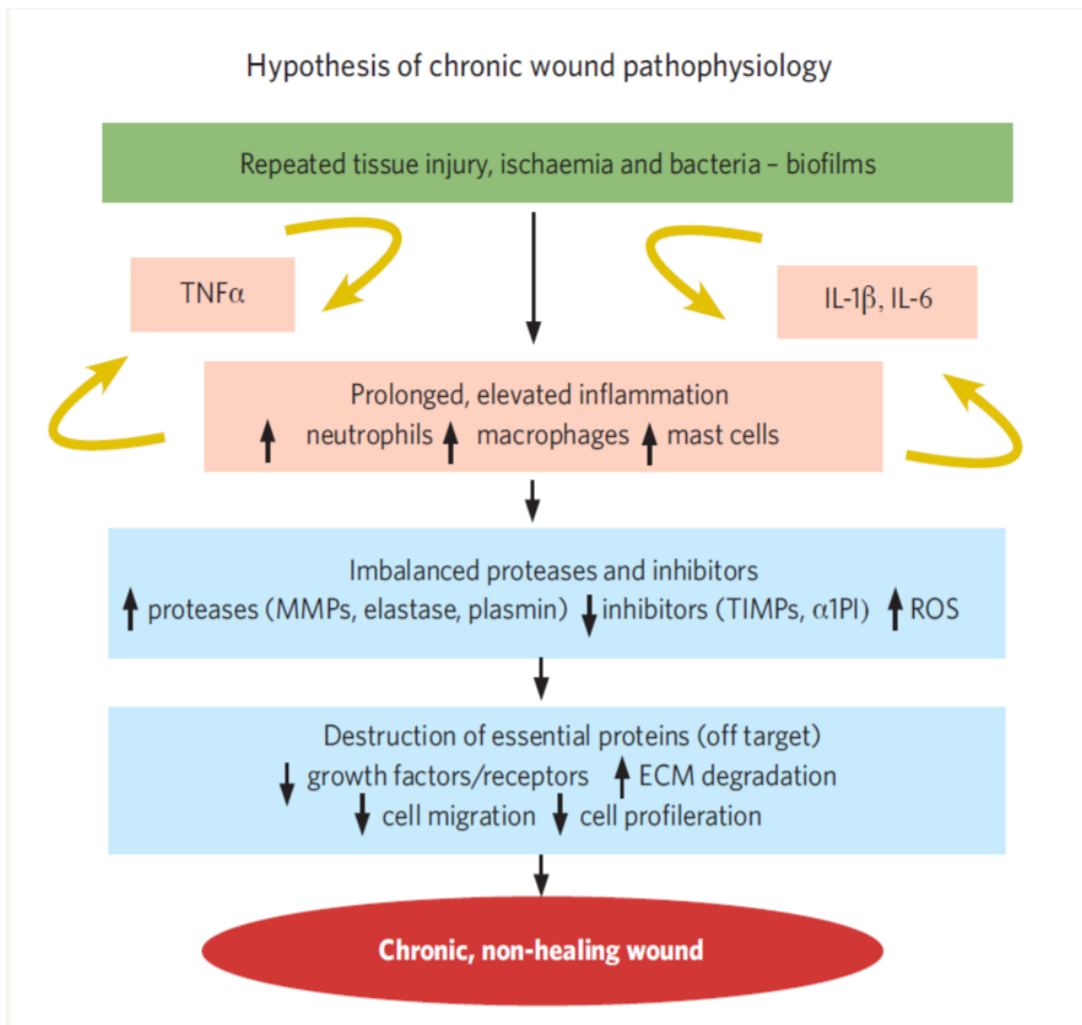 Hypothesis of chronic wound pathophysiology
Repeated tissue injury, ischaemia and bacteria – biofilms
TNFα
IL-1β, IL-6
Prolonged, elevated inflammation
↑ neutrophils ↑ macrophages ↑ mast cells
Imbalanced proteases and inhibitors
↑ proteases (MMPs, elastase, plasmin) ↓ inhibitors (TIMPs, α1PI) ↑ ROS
Destruction of essential proteins (off target)
↓ growth factors/receptors ↑ ECM degradation
↓ cell migration ↓ cell profileration
Chronic, non-healing wound